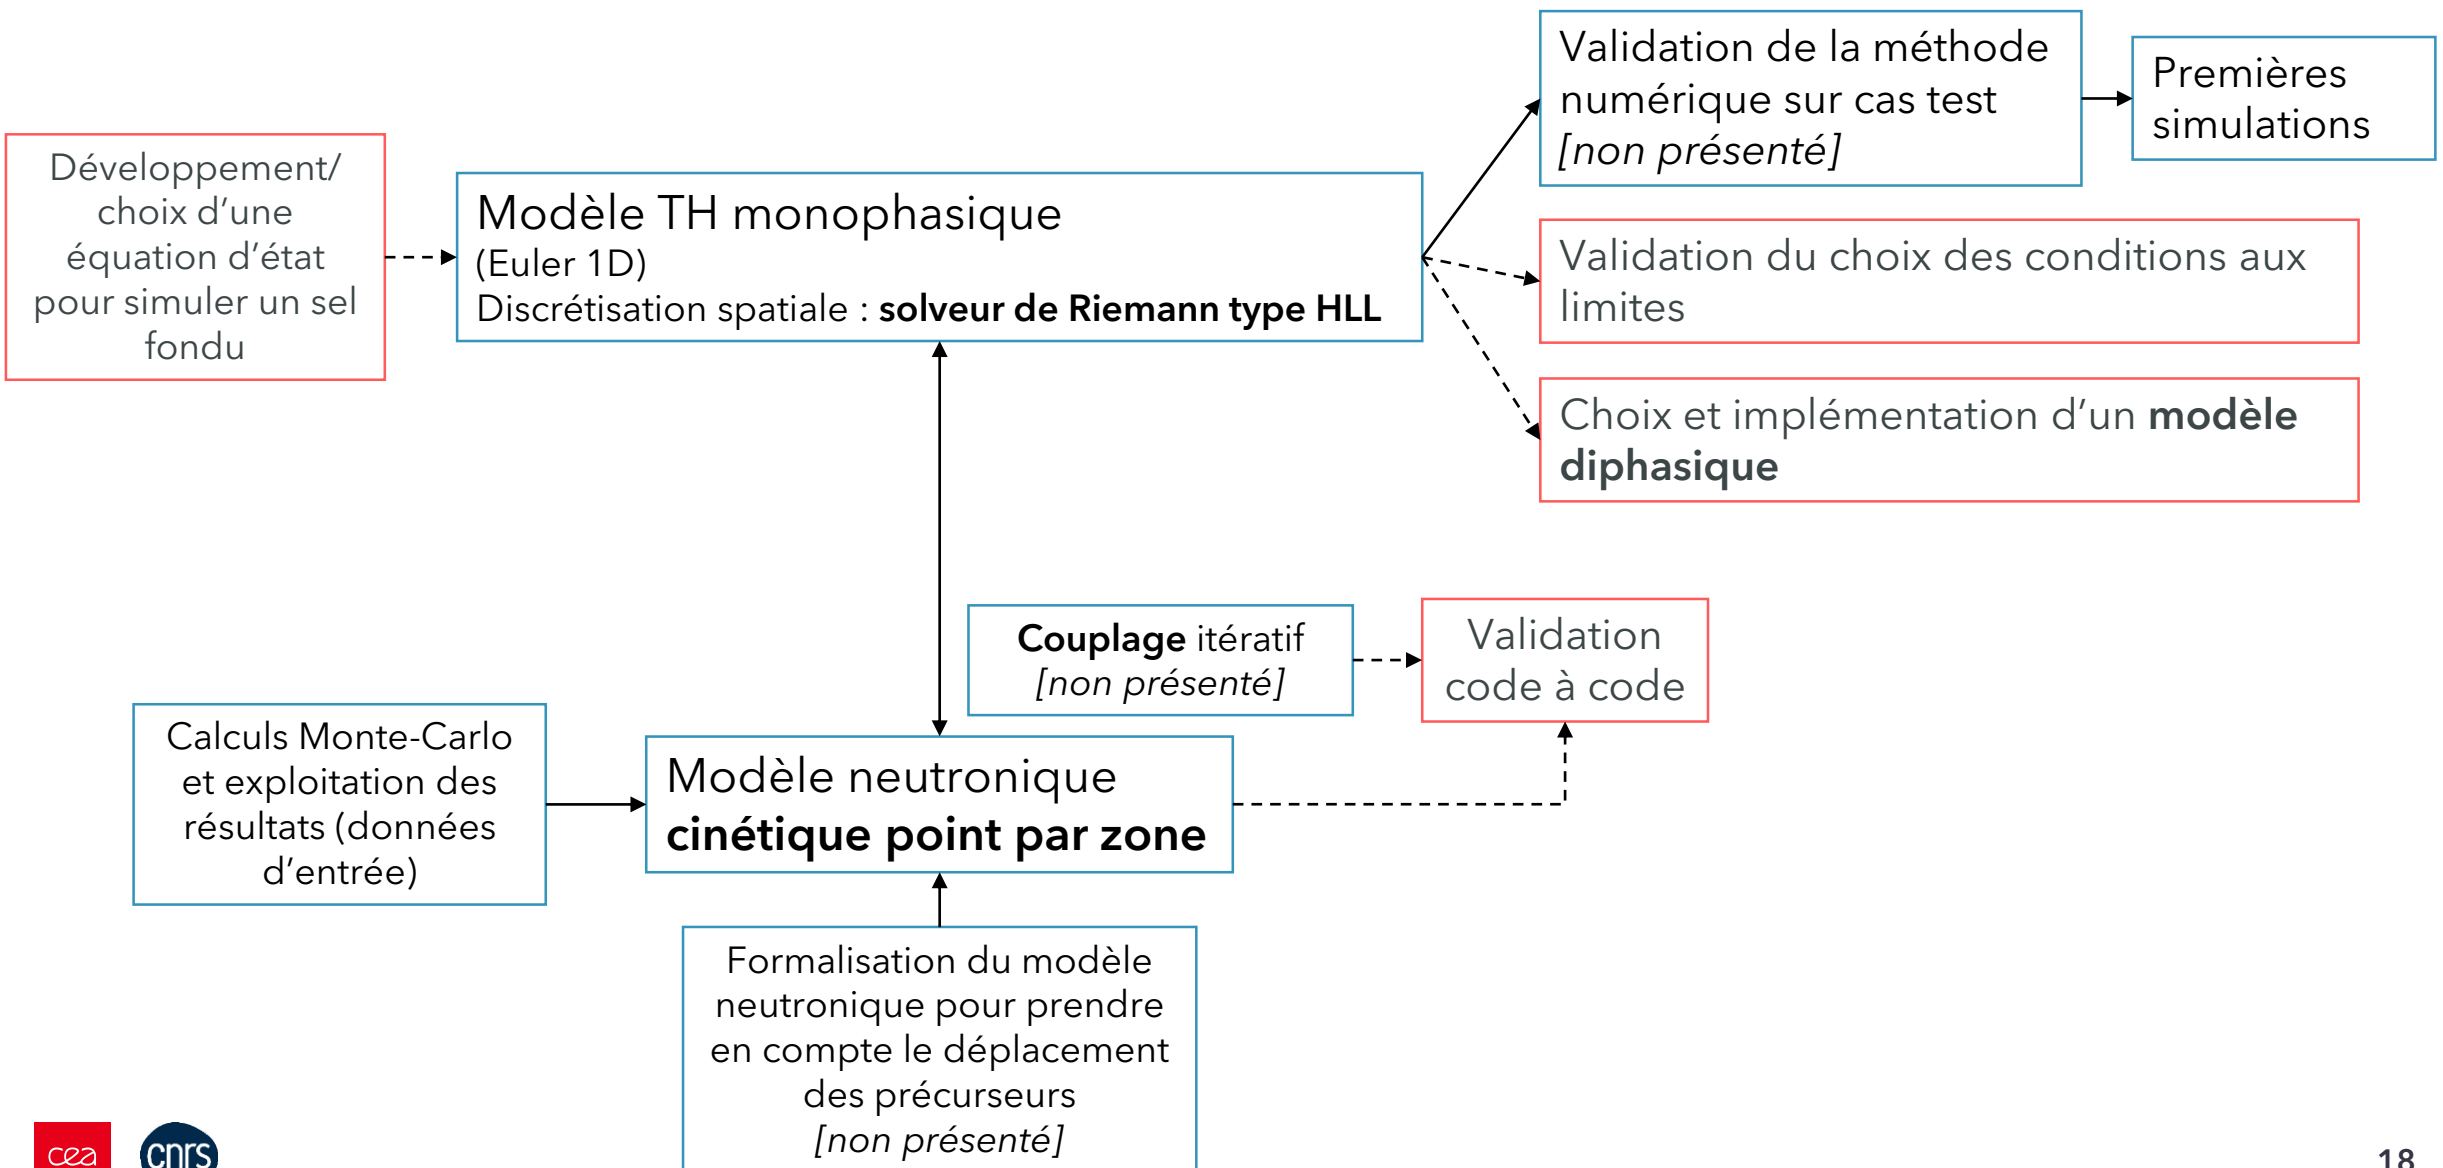 Validation de la méthode
numérique sur cas test
[non présenté]
Premières
simulations
Développement/
choix d’une
équation d’état
pour simuler un sel
fondu
Modèle TH monophasique
(Euler 1D)
Discrétisation spatiale : solveur de Riemann type HLL
Validation du choix des conditions aux
limites
Choix et implémentation d’un modèle
diphasique
Couplage itératif
[non présenté]
Validation
code à code
Calculs Monte-Carlo
et exploitation des
résultats (données
d’entrée)
Modèle neutronique
cinétique point par zone
Formalisation du modèle
neutronique pour prendre
en compte le déplacement
des précurseurs
[non présenté]
cea
cnrs
18